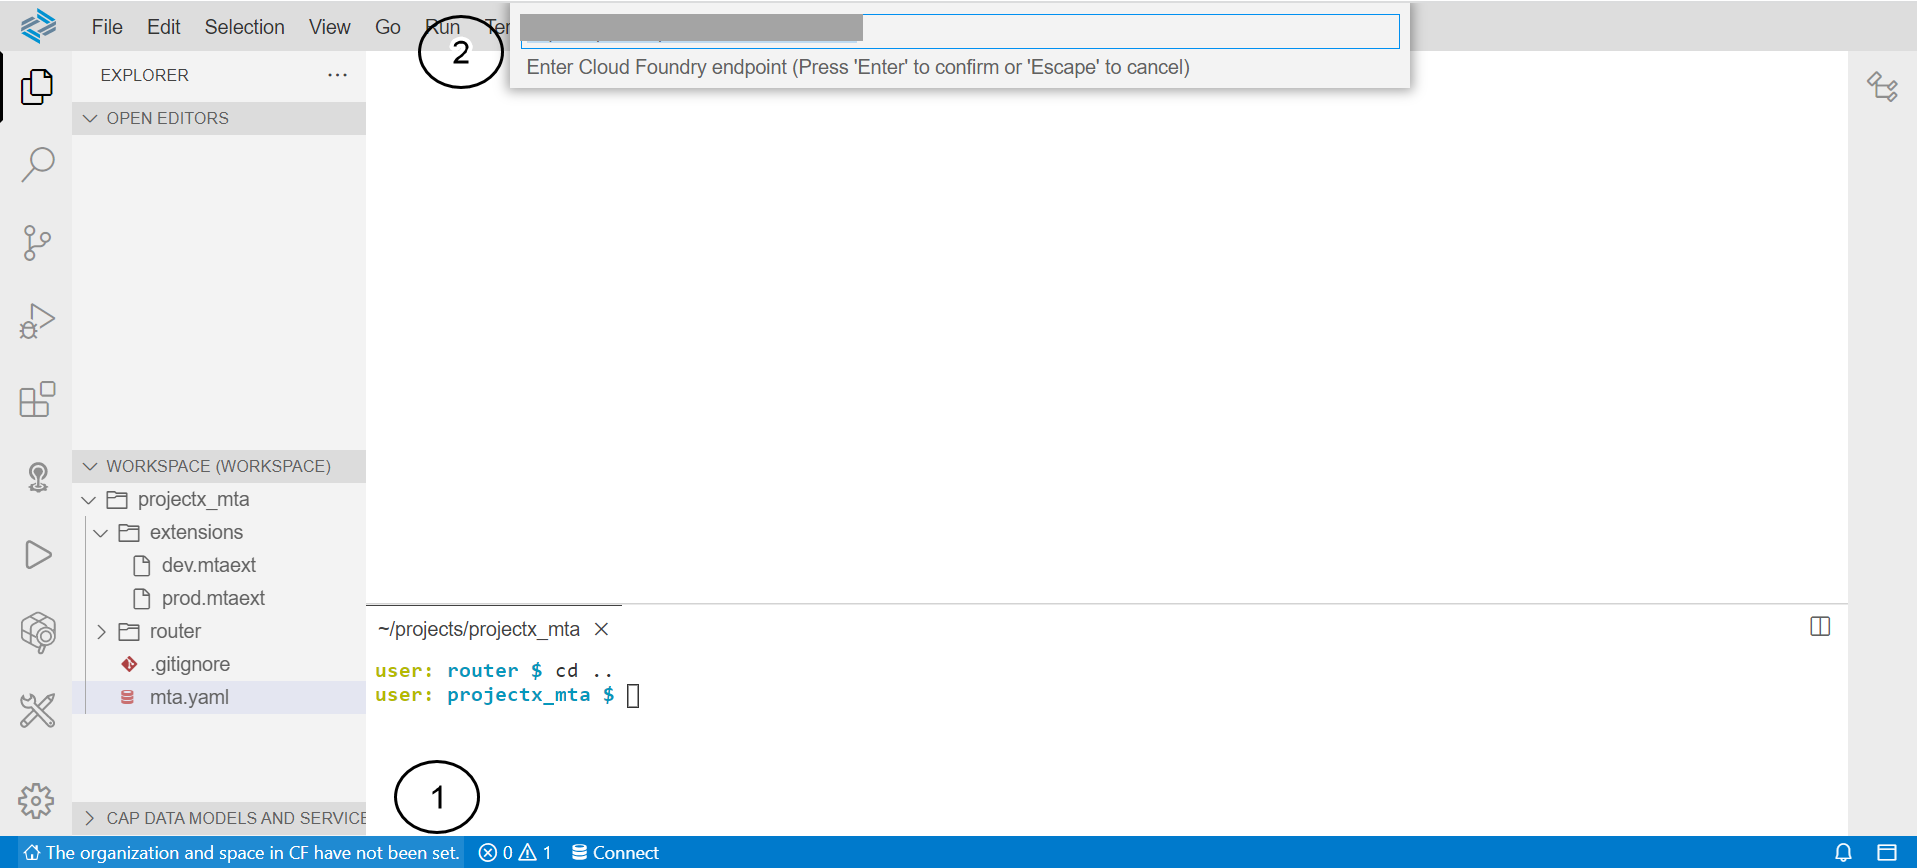 File Edit Selection View Go Run
2
Enter Cloud Foundry endpoint (Press 'Enter' to confirm or 'Escape' to cancel)
EXPLORER
OPEN EDITORS
WORKSPACE (WORKSPACE)
projectx_mta
extensions
dev.mtaext
prod.mtaext
router
.gitignore
mta.yaml
CAP DATA MODELS AND SERVICE
~/projects/projectx_mta
user: router $ cd ..
user: projectx_mta $
1
The organization and space in CF have not been set. 0 1 Connect